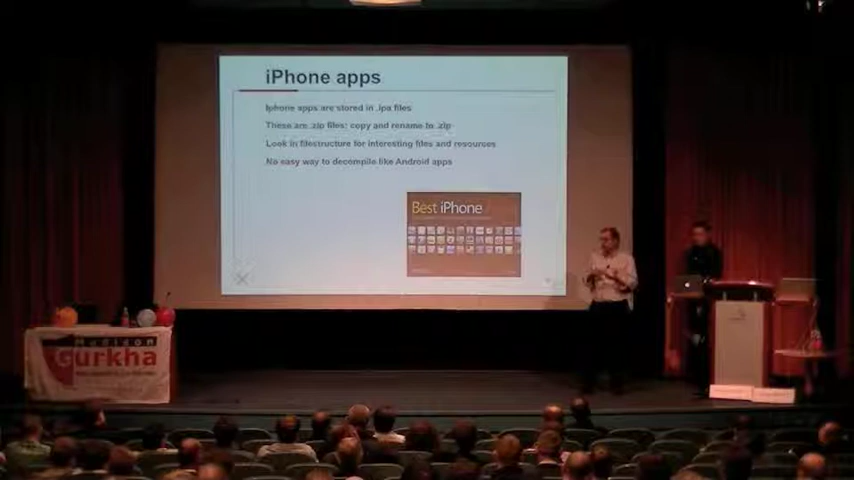 iPhone apps
Iphone apps are stored in .ipa files
These are .zip files: copy and rename to .zip
Look in filestructure for interesting files and resources
No easy way to decompile like Android apps
Best iPhone
Madison
Gurkha